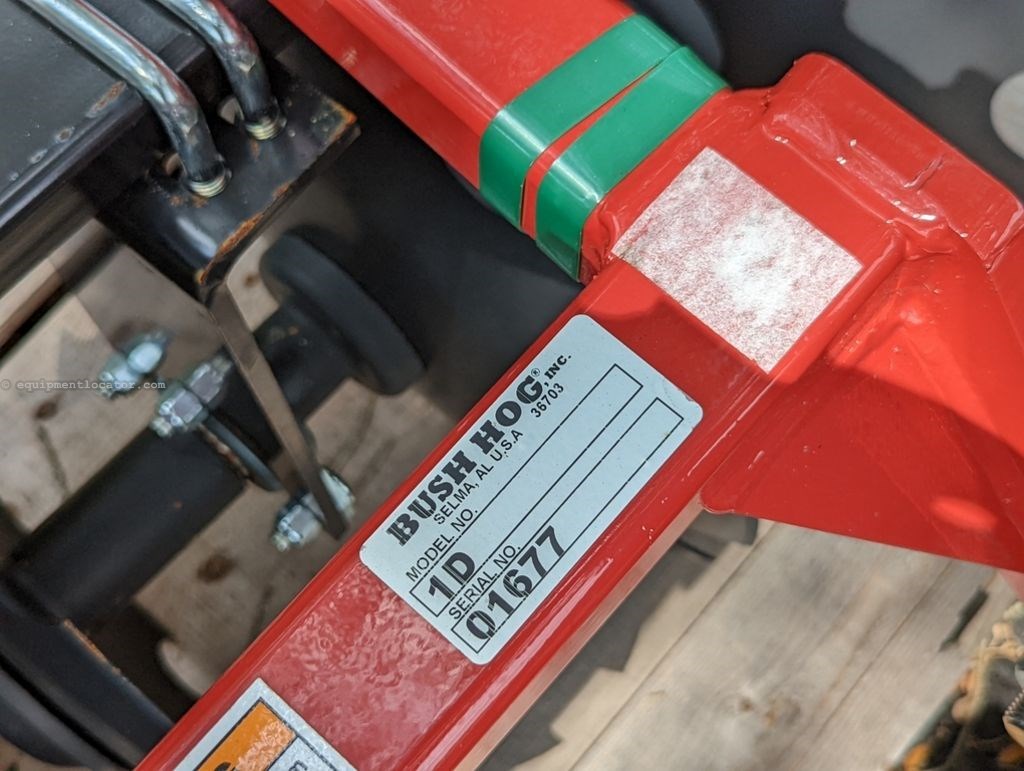 BUSH HOG® INC.
SELMA, AL U.S.A 36703
MODEL NO.
1D
SERIAL NO.
01677
© equipmentlocator.com